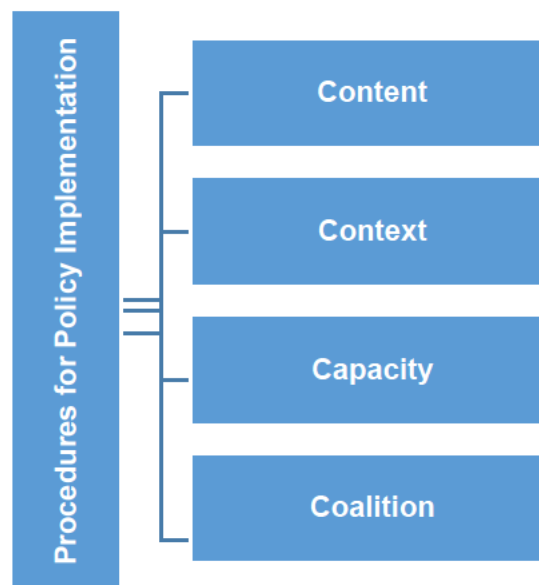 Procedures for Policy Implementation
Content
Context
Capacity
Coalition